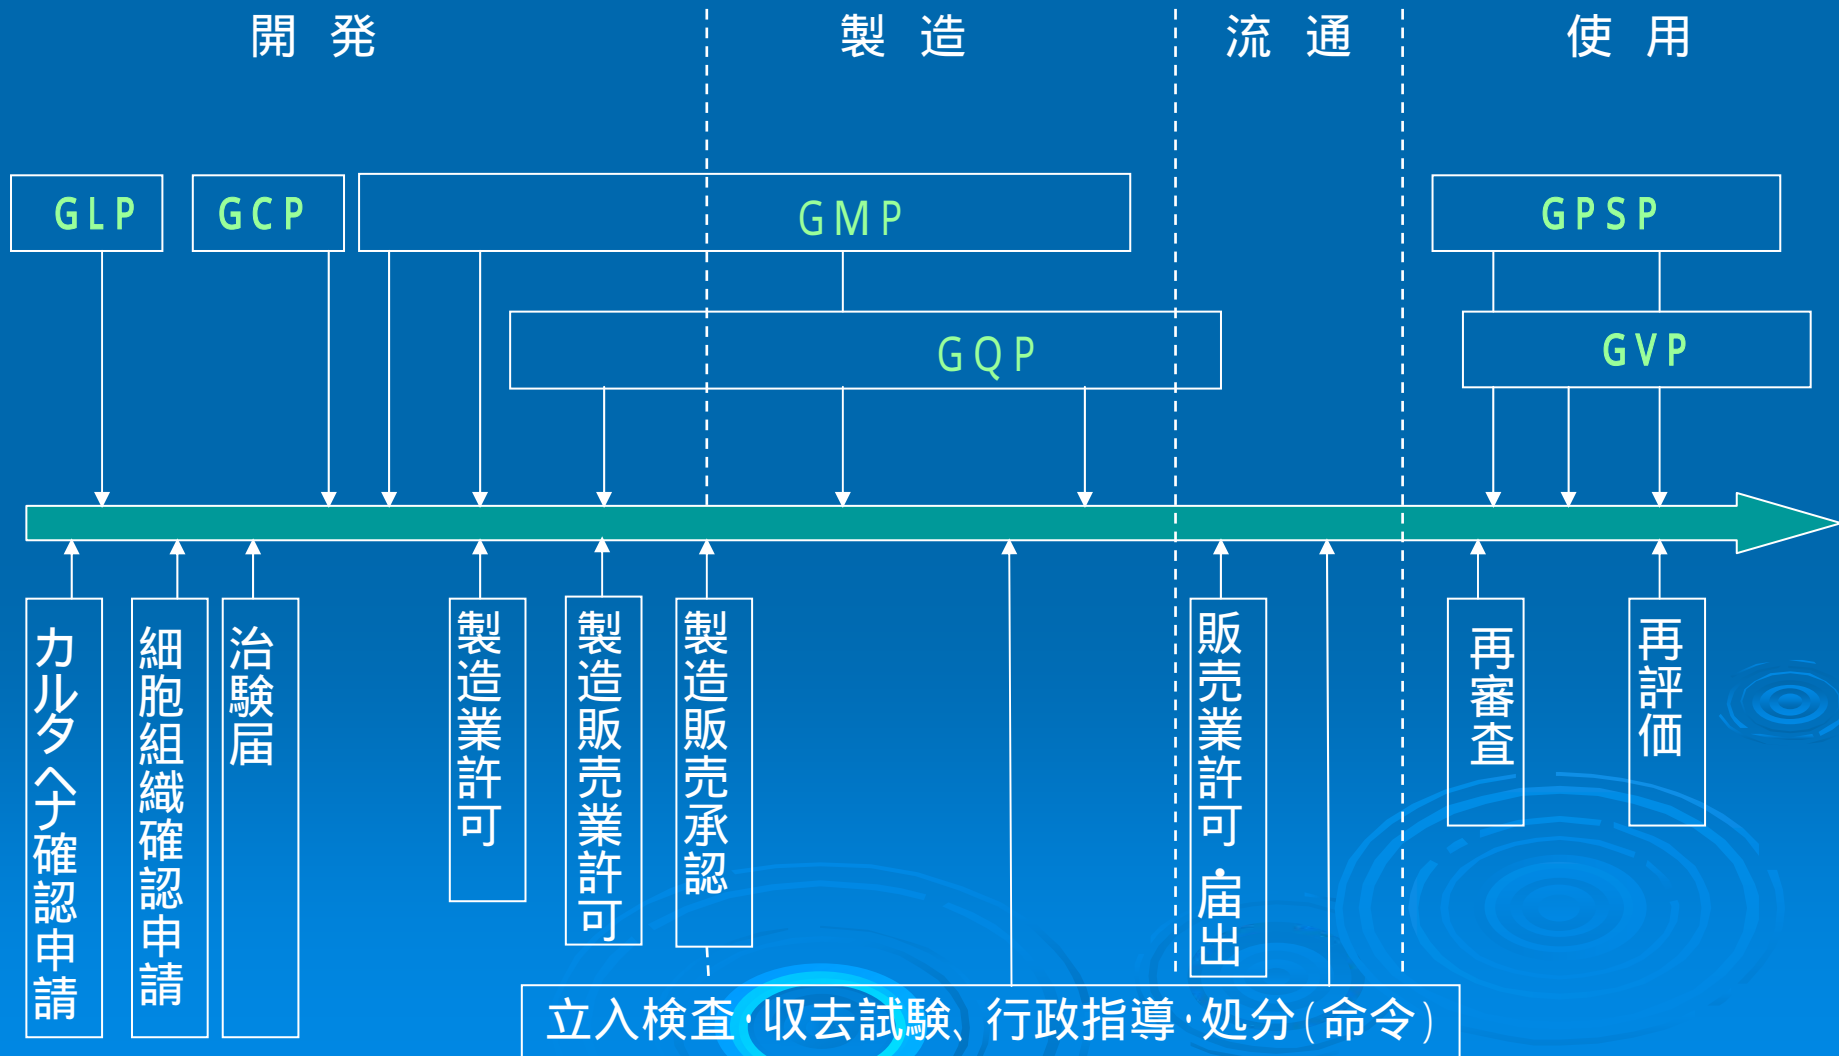 開 発
製 造
流 通
使 用
GLP
GCP
GMP
GPSP
GQP
GVP
カルタヘナ確認申請
細胞組織確認申請
治験届
製造業許可
製造販売業許可
製造販売承認
販売業許可・届出
再審査
再評価
立入検査・収去試験、行政指導・処分(命令)